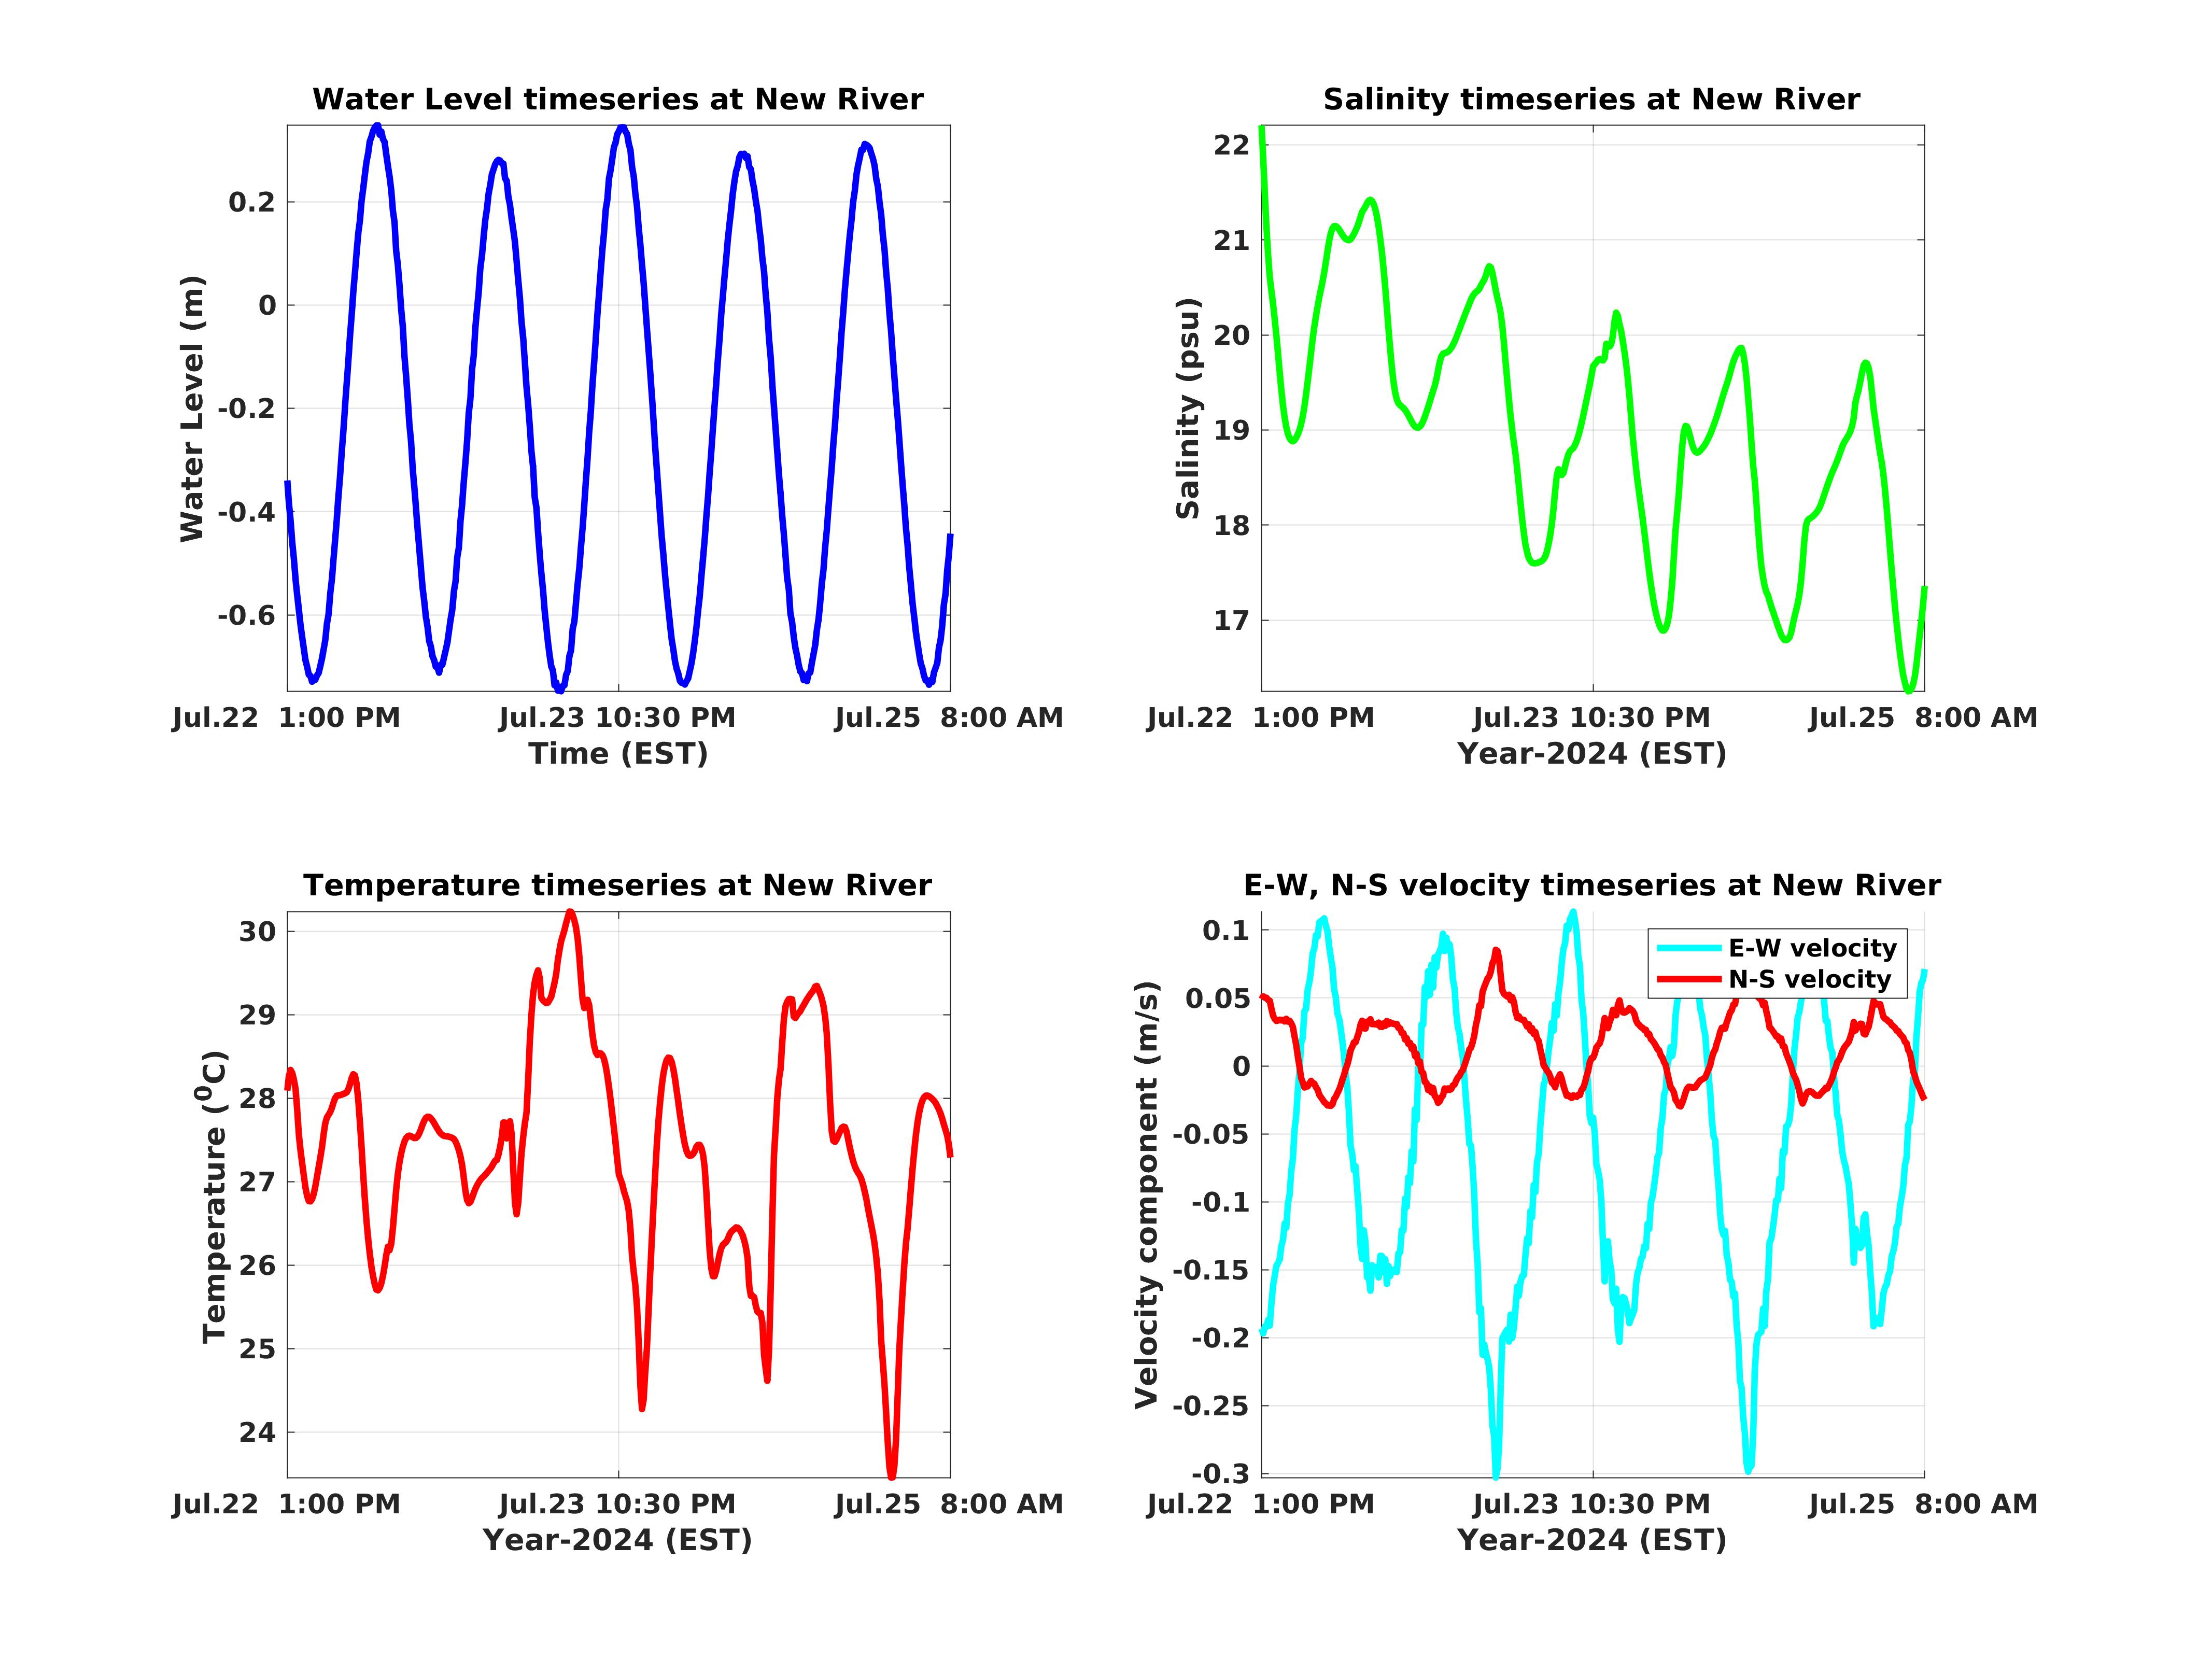 Water Level timeseries at New River
0.2
0
-0.2
-0.4
-0.6
Water Level (m)
Jul.22 1:00 PM
Jul.23 10:30 PM
Jul.25 8:00 AM
Time (EST)
Salinity timeseries at New River
22
21
20
19
18
17
Salinity (psu)
Jul.22 1:00 PM
Jul.23 10:30 PM
Jul.25 8:00 AM
Year-2024 (EST)
Temperature timeseries at New River
30
29
28
27
26
25
24
Temperature (⁰C)
Jul.22 1:00 PM
Jul.23 10:30 PM
Jul.25 8:00 AM
Year-2024 (EST)
E-W, N-S velocity timeseries at New River
E-W velocity
N-S velocity
0.1
0.05
0
-0.05
-0.1
-0.15
-0.2
-0.25
-0.3
Velocity component (m/s)
Jul.22 1:00 PM
Jul.23 10:30 PM
Jul.25 8:00 AM
Year-2024 (EST)